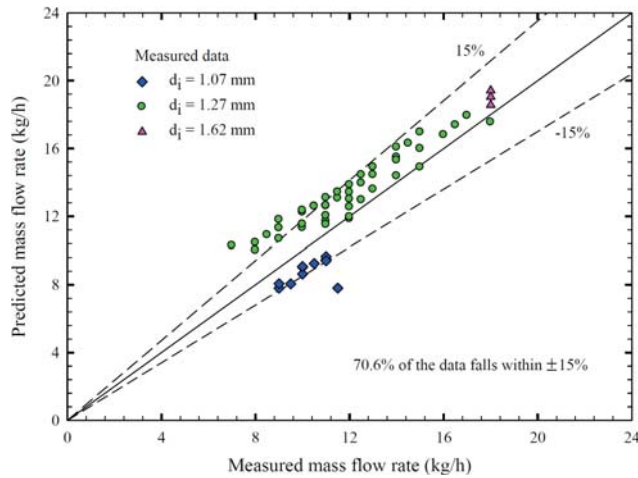 24
20
16
12
8
4
0
Predicted mass flow rate (kg/h)
Measured data
d_i = 1.07 mm
d_i = 1.27 mm
d_i = 1.62 mm
15%
-15%
70.6% of the data falls within ±15%
0 4 8 12 16 20 24
Measured mass flow rate (kg/h)